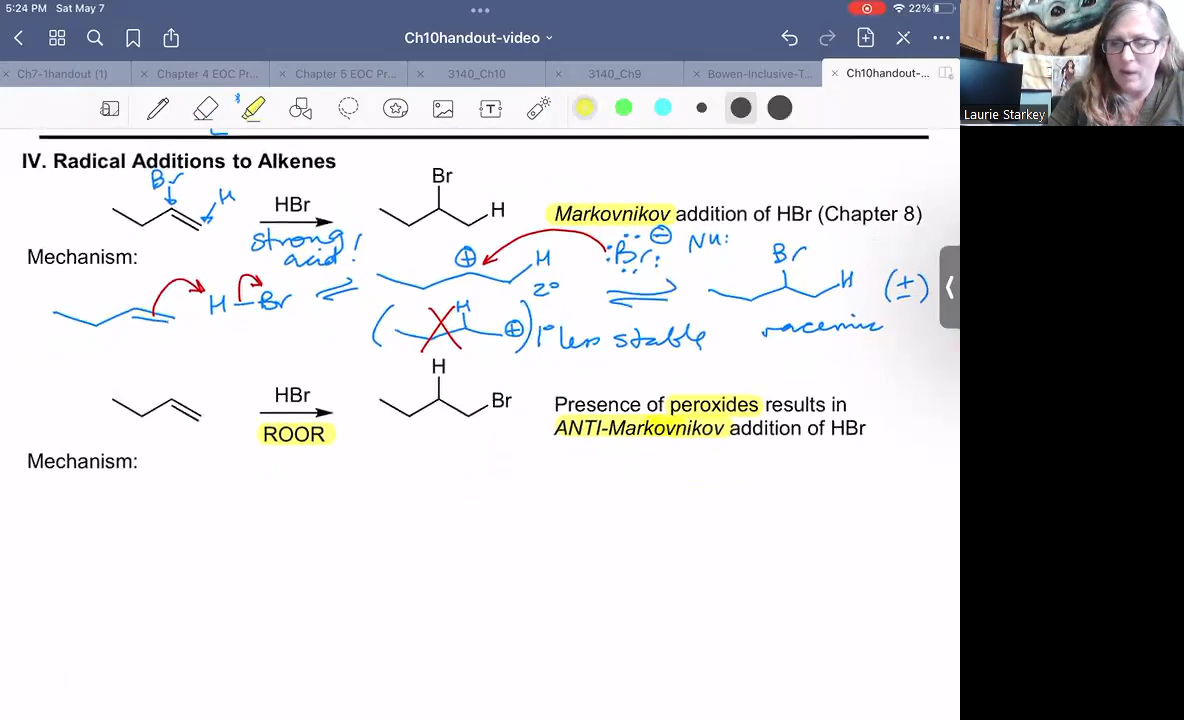 5:24 PM Sat May 7
22%
Ch10handout-video
Ch7-1handout (1)
Chapter 4 EOC Pr...
Chapter 5 EOC Pr...
3140_Ch10
3140_Ch9
Bowen-Inclusive-T...
Ch10handout-...
Laurie Starkey
IV. Radical Additions to Alkenes
Br
H
HBr
strong acid!
Br
H
Markovnikov addition of HBr (Chapter 8)
Mechanism:
H-Br
⊕
H
2°
:Br: ⊖ Nu:
Br
H
(±)
racemic
(H ⊕) 1° less stable
HBr
ROOR
H
Br
Presence of peroxides results in
ANTI-Markovnikov addition of HBr
Mechanism: